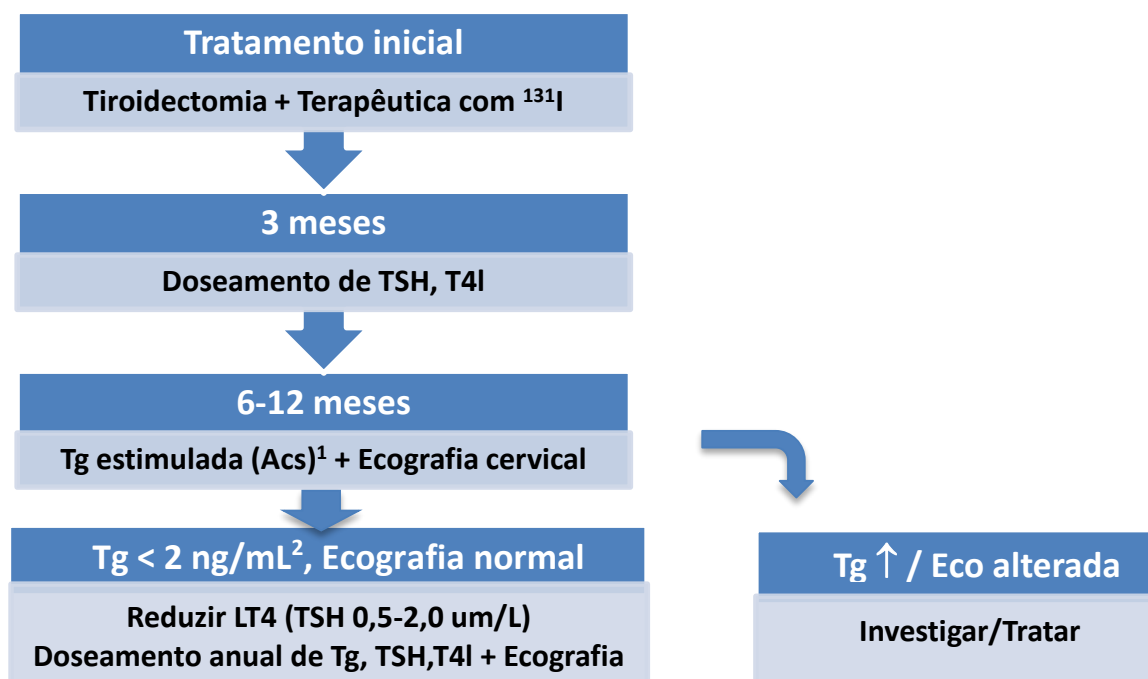 Tratamento inicial
Tiroidectomia + Terapêutica com ¹³¹I
3 meses
Doseamento de TSH, T4l
6-12 meses
Tg estimulada (Acs)¹ + Ecografia cervical
Tg < 2 ng/mL², Ecografia normal
Reduzir LT4 (TSH 0,5-2,0 um/L)
Doseamento anual de Tg, TSH,T4l + Ecografia
Tg ↑ / Eco alterada
Investigar/Tratar